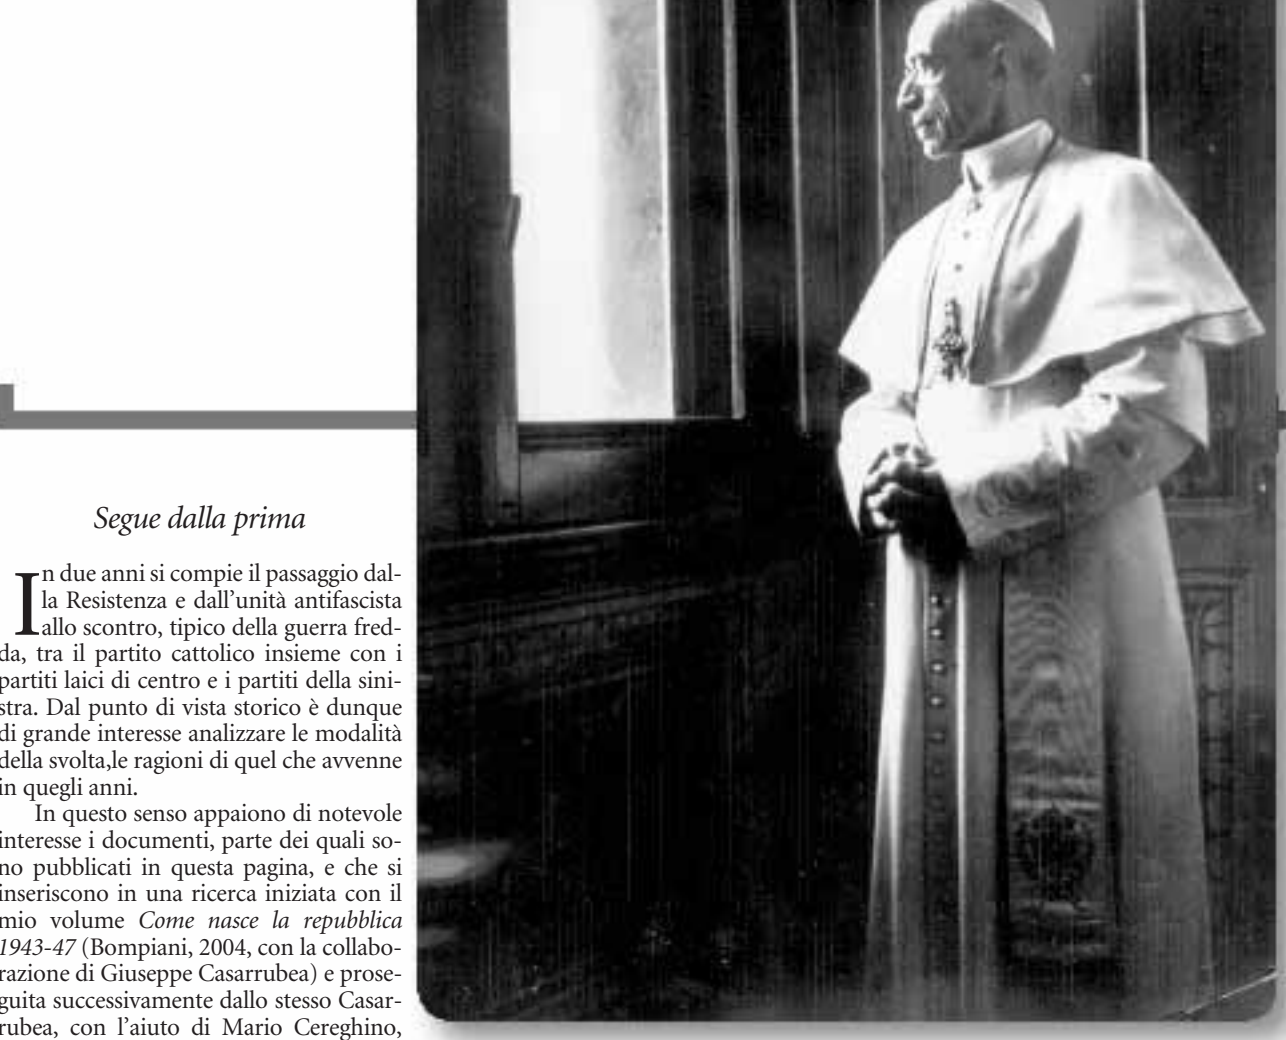 Segue dalla prima
In due anni si compie il passaggio dal-
la Resistenza e dall'unità antifascista
allo scontro, tipico della guerra fred-
da, tra il partito cattolico insieme con i
partiti laici di centro e i partiti della sini-
stra. Dal punto di vista storico è dunque
di grande interesse analizzare le modalità
della svolta,le ragioni di quel che avvenne
in quegli anni.
In questo senso appaiono di notevole
interesse i documenti, parte dei quali so-
no pubblicati in questa pagina, e che si
inseriscono in una ricerca iniziata con il
mio volume Come nasce la repubblica
1943-47 (Bompiani, 2004, con la collabo-
razione di Giuseppe Casarrubea) e prose-
guita successivamente dallo stesso Casar-
rubea, con l'aiuto di Mario Cereghino,